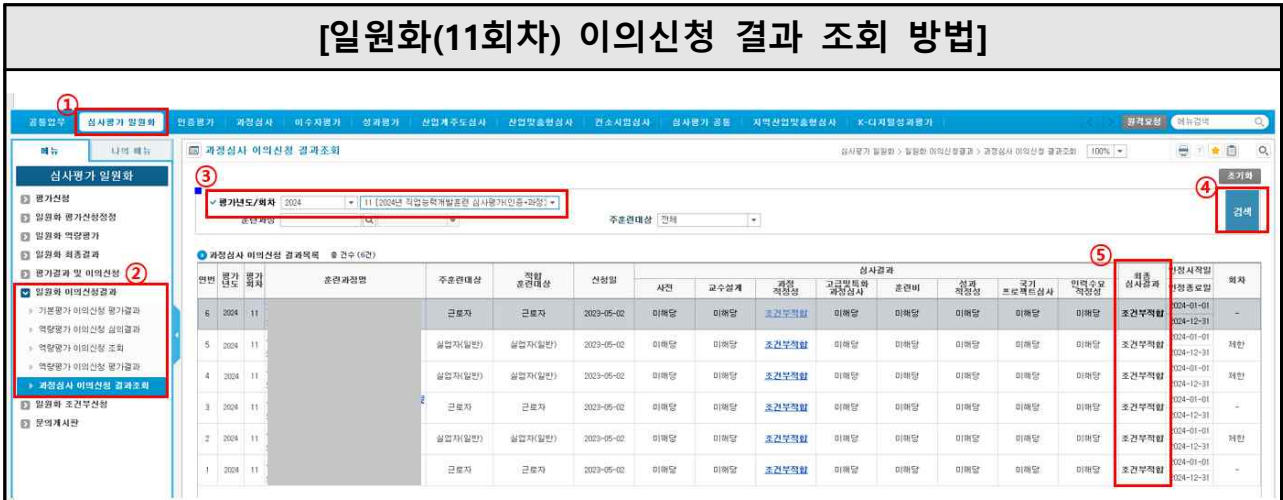 [일원화(11회차) 이의신청 결과 조회 방법]
①
공통업무 심사평가 일원화 인증평가 과정심사 이수자평가 성과평가 산업계주도심사 산업맞춤형심사 컨소시엄심사 심사평가 공통 지역산업맞춤형심사 K-디지털성과평가 원격요청 메뉴검색
메뉴 나의 메뉴
과정심사 이의신청 결과조회
심사평가 일원화 > 일원화 이의신청결과 > 과정심사 이의신청 결과조회 100%
심사평가 일원화
평가신청
일원화 평가신청정정
일원화 역량평가
일원화 최종결과
평가결과 및 이의신청 ②
일원화 이의신청결과
기본평가 이의신청 평가결과
역량평가 이의신청 심의결과
역량평가 이의신청 조회
역량평가 이의신청 평가결과
과정심사 이의신청 결과조회
일원화 조건부신청
문의게시판
초기화
③ ④
평가년도/회차 2024 11 [2024년 직업능력개발훈련 심사평가(인증+과정)]
검색
훈련과정 주훈련대상 전체
과정심사 이의신청 결과목록 총 건수 (6건)
⑤
연번 평가년도 평가회차 훈련과정명 주훈련대상 적합훈련대상 신청일 심사결과 최종심사결과 인정시작일 인정종료일 회차
사전 교수설계 과정적정성 고급및특화과정심사 훈련비 성과적정성 국기프로젝트심사 인력수요적정성
6 2024 11 근로자 근로자 2023-05-02 미해당 미해당 조건부적합 미해당 미해당 미해당 미해당 미해당 조건부적합 2024-01-01 2024-12-31 -
5 2024 11 실업자(일반) 실업자(일반) 2023-05-02 미해당 미해당 조건부적합 미해당 미해당 미해당 미해당 미해당 조건부적합 2024-01-01 2024-12-31 제한
4 2024 11 실업자(일반) 실업자(일반) 2023-05-02 미해당 미해당 조건부적합 미해당 미해당 미해당 미해당 미해당 조건부적합 2024-01-01 2024-12-31 제한
3 2024 11 근로자 근로자 2023-05-02 미해당 미해당 조건부적합 미해당 미해당 미해당 미해당 미해당 조건부적합 2024-01-01 2024-12-31 -
2 2024 11 실업자(일반) 실업자(일반) 2023-05-02 미해당 미해당 조건부적합 미해당 미해당 미해당 미해당 미해당 조건부적합 2024-01-01 2024-12-31 제한
1 2024 11 근로자 근로자 2023-05-02 미해당 미해당 조건부적합 미해당 미해당 미해당 미해당 미해당 조건부적합 2024-01-01 2024-12-31 -